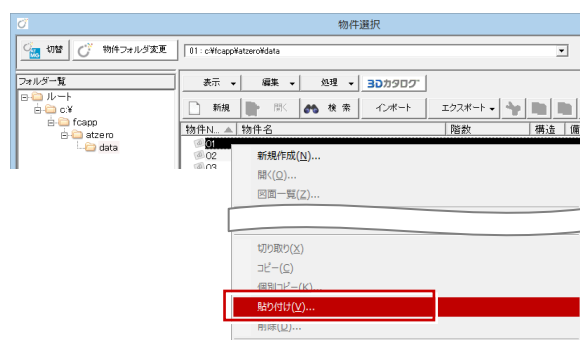 物件選択
切替 物件フォルダ変更 01 : c:¥fcapp¥atzero¥data
フォルダ一覧
表示 編集 処理 3Dカタログ
ルート
c:¥
fcapp
atzero
data
新規 開く 検索 インポート エクスポート
物件N... 物件名 階数 構造 備
01
02
03
新規作成(N)...
開く(O)...
図面一覧(Z)...
切り取り(X)
コピー(C)
個別コピー(K)...
貼り付け(V)...
削除(D)...